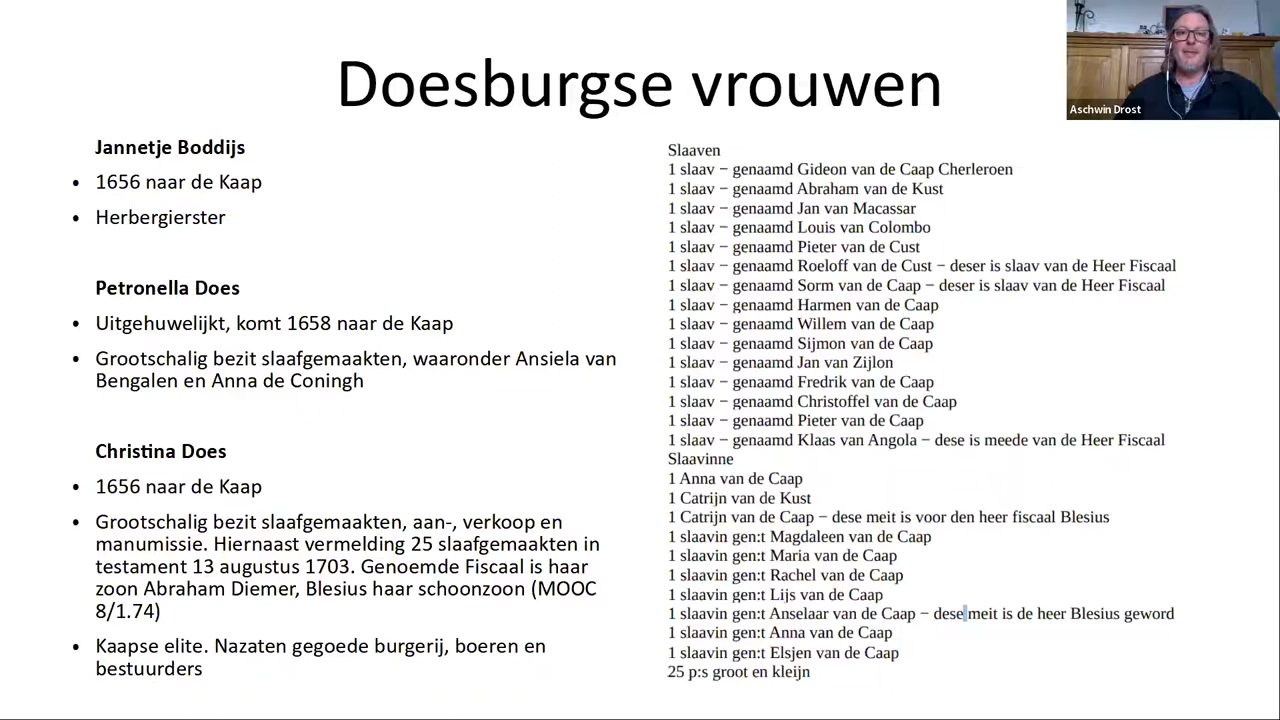 Doesburgse vrouwen
Aschwin Drost
Jannetje Boddijs
• 1656 naar de Kaap
• Herbergierster
Petronella Does
• Uitgehuwelijkt, komt 1658 naar de Kaap
• Grootschalig bezit slaafgemaakten, waaronder Ansiela van
Bengalen en Anna de Coningh
Christina Does
• 1656 naar de Kaap
• Grootschalig bezit slaafgemaakten, aan-, verkoop en
manumissie. Hiernaast vermelding 25 slaafgemaakten in
testament 13 augustus 1703. Genoemde Fiscaal is haar
zoon Abraham Diemer, Blesius haar schoonzoon (MOOC
8/1.74)
• Kaapse elite. Nazaten gegoede burgerij, boeren en
bestuurders
Slaaven
1 slaav − genaamd Gideon van de Caap Cherleroen
1 slaav − genaamd Abraham van de Kust
1 slaav − genaamd Jan van Macassar
1 slaav − genaamd Louis van Colombo
1 slaav − genaamd Pieter van de Cust
1 slaav − genaamd Roeloff van de Cust − deser is slaav van de Heer Fiscaal
1 slaav − genaamd Sorm van de Caap − deser is slaav van de Heer Fiscaal
1 slaav − genaamd Harmen van de Caap
1 slaav − genaamd Willem van de Caap
1 slaav − genaamd Sijmon van de Caap
1 slaav − genaamd Jan van Zijlon
1 slaav − genaamd Fredrik van de Caap
1 slaav − genaamd Christoffel van de Caap
1 slaav − genaamd Pieter van de Caap
1 slaav − genaamd Klaas van Angola − dese is meede van de Heer Fiscaal
Slaavinne
1 Anna van de Caap
1 Catrijn van de Kust
1 Catrijn van de Caap − dese meit is voor den heer fiscaal Blesius
1 slaavin gen:t Magdaleen van de Caap
1 slaavin gen:t Maria van de Caap
1 slaavin gen:t Rachel van de Caap
1 slaavin gen:t Lijs van de Caap
1 slaavin gen:t Anselaar van de Caap − dese meit is de heer Blesius geword
1 slaavin gen:t Anna van de Caap
1 slaavin gen:t Elsjen van de Caap
25 p:s groot en kleijn